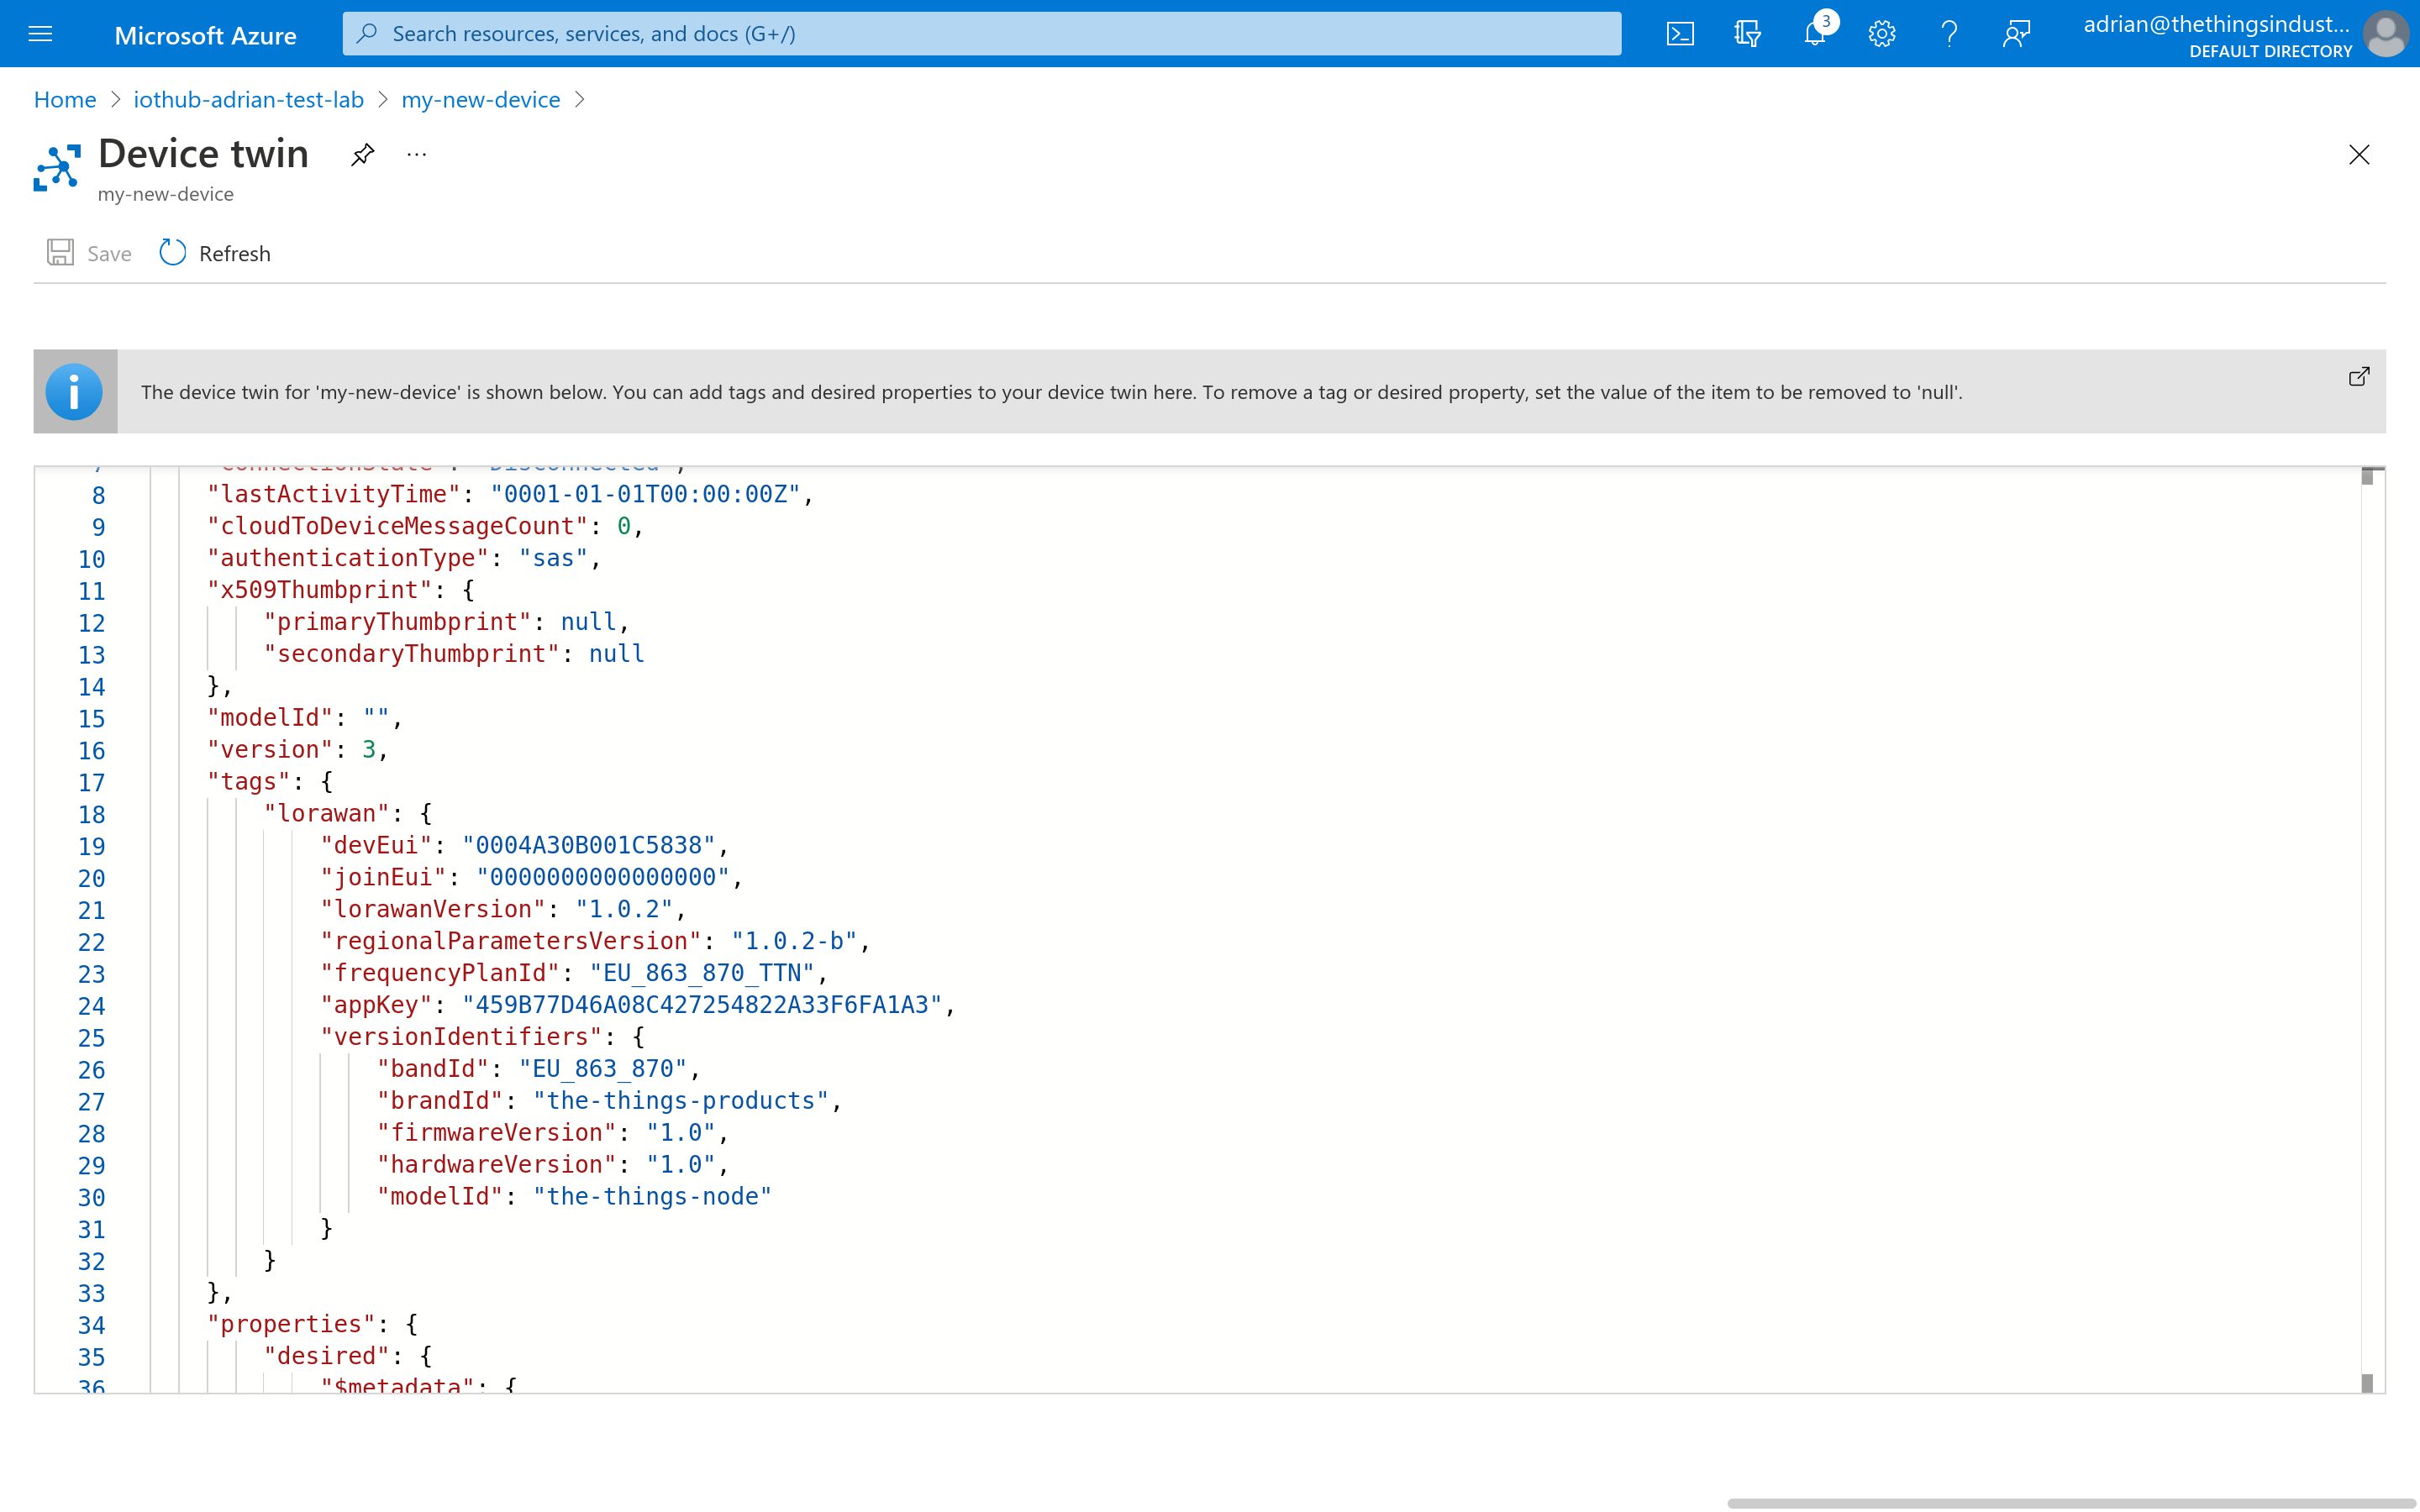 Microsoft Azure
Search resources, services, and docs (G+/)
3
adrian@thethingsindust...
DEFAULT DIRECTORY
Home > iothub-adrian-test-lab > my-new-device >
Device twin
...
my-new-device
Save Refresh
The device twin for 'my-new-device' is shown below. You can add tags and desired properties to your device twin here. To remove a tag or desired property, set the value of the item to be removed to 'null'.
7 "connectionState": "Disconnected",
8 "lastActivityTime": "0001-01-01T00:00:00Z",
9 "cloudToDeviceMessageCount": 0,
10 "authenticationType": "sas",
11 "x509Thumbprint": {
12 "primaryThumbprint": null,
13 "secondaryThumbprint": null
14 },
15 "modelId": "",
16 "version": 3,
17 "tags": {
18 "lorawan": {
19 "devEui": "0004A30B001C5838",
20 "joinEui": "0000000000000000",
21 "lorawanVersion": "1.0.2",
22 "regionalParametersVersion": "1.0.2-b",
23 "frequencyPlanId": "EU_863_870_TTN",
24 "appKey": "459B77D46A08C427254822A33F6FA1A3",
25 "versionIdentifiers": {
26 "bandId": "EU_863_870",
27 "brandId": "the-things-products",
28 "firmwareVersion": "1.0",
29 "hardwareVersion": "1.0",
30 "modelId": "the-things-node"
31 }
32 }
33 },
34 "properties": {
35 "desired": {
36 "$metadata": {